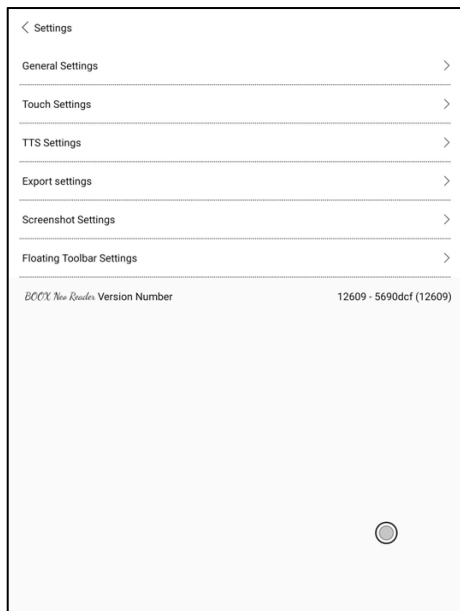 Settings
General Settings
Touch Settings
TTS Settings
Export settings
Screenshot Settings
Floating Toolbar Settings
BOOX Neo Reader Version Number 12609 - 5690dcf (12609)